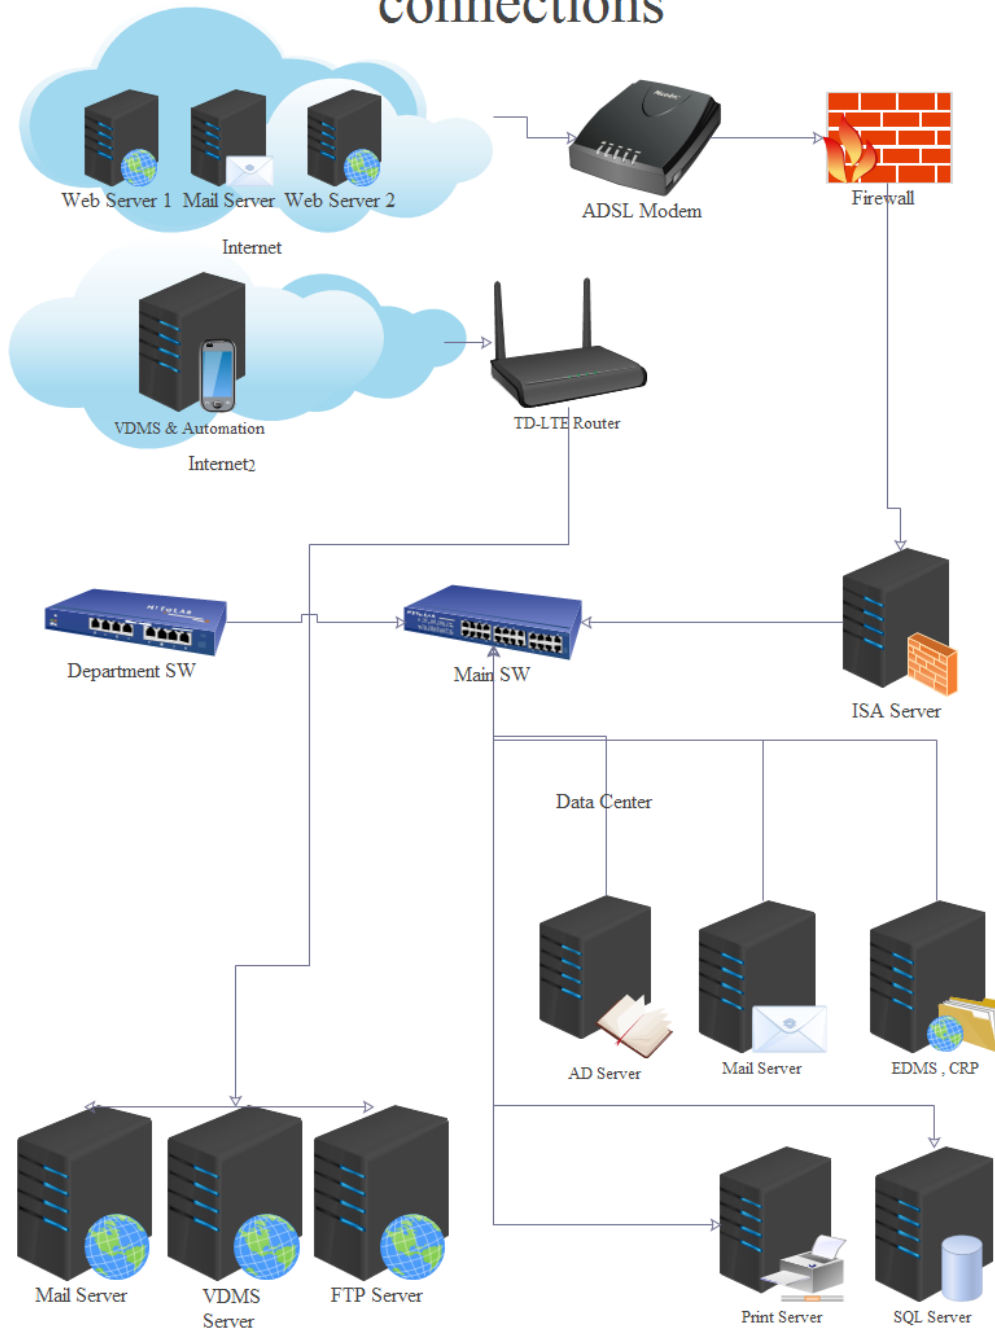 connections
Web Server 1
Mail Server
Web Server 2
Internet
ADSL Modem
Firewall
VDMS & Automation
Internet2
TD-LTE Router
Department SW
Main SW
ISA Server
Data Center
AD Server
Mail Server
EDMS , CRP
Mail Server
VDMS
Server
FTP Server
Print Server
SQL Server